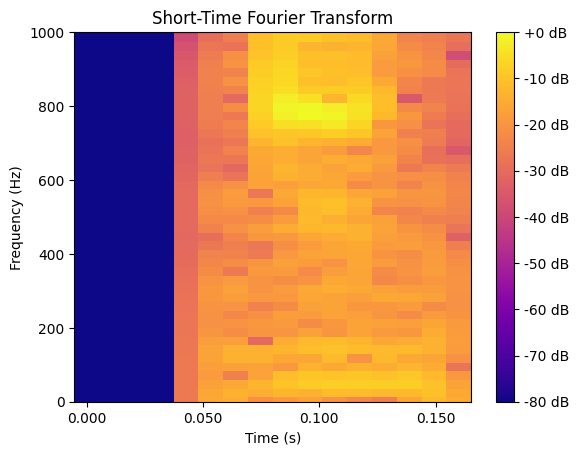 Short-Time Fourier Transform
1000
800
600
400
200
0
Frequency (Hz)
0.000
0.050
0.100
0.150
Time (s)
+0 dB
-10 dB
-20 dB
-30 dB
-40 dB
-50 dB
-60 dB
-70 dB
-80 dB